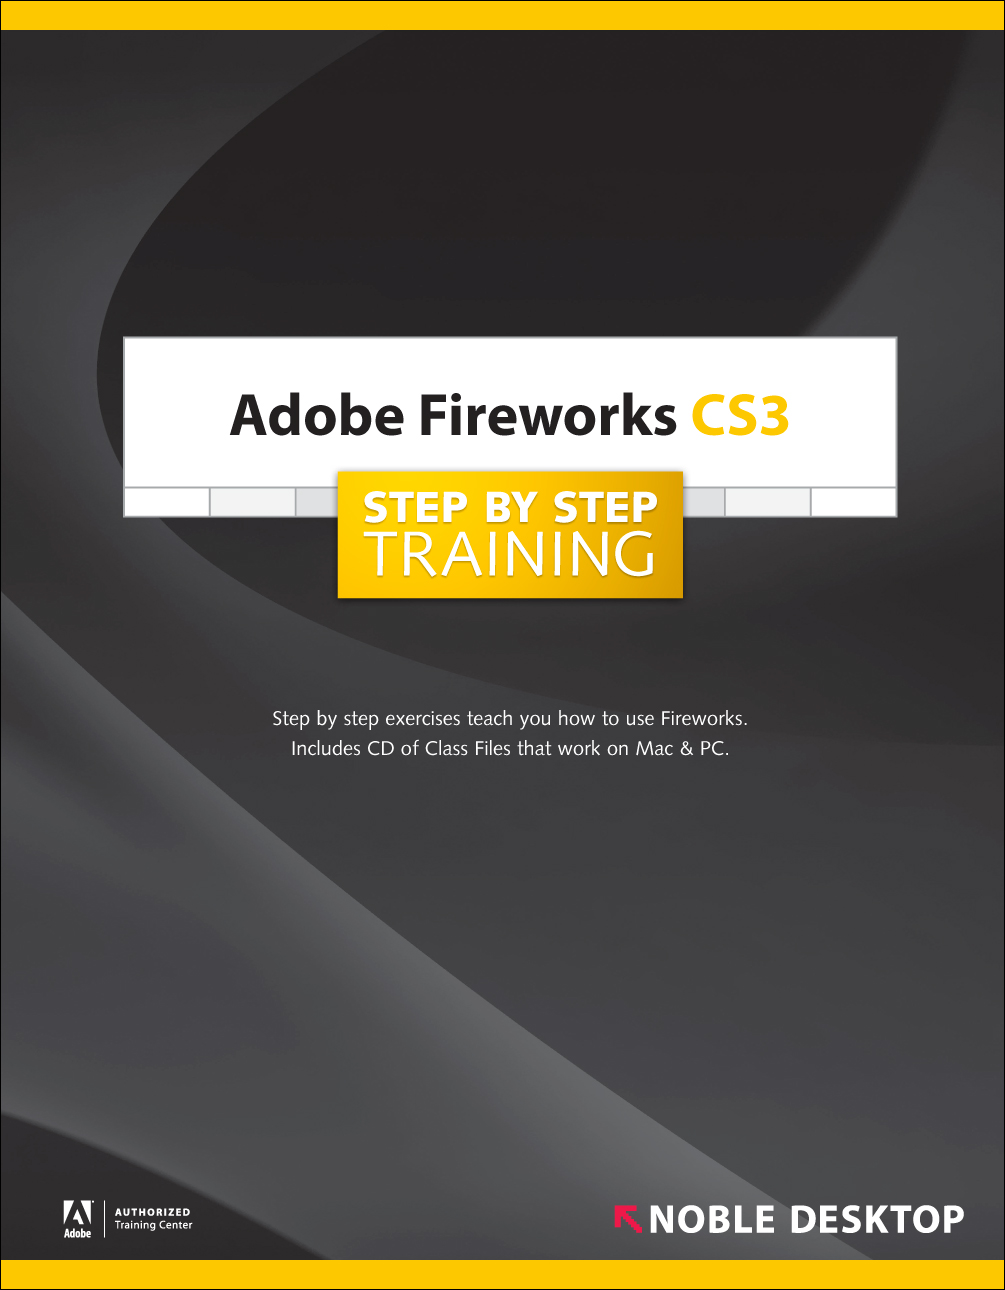 Adobe Fireworks CS3
STEP BY STEP
TRAINING
Step by step exercises teach you how to use Fireworks.
Includes CD of Class Files that work on Mac & PC.
Adobe
AUTHORIZED
Training Center
NOBLE DESKTOP